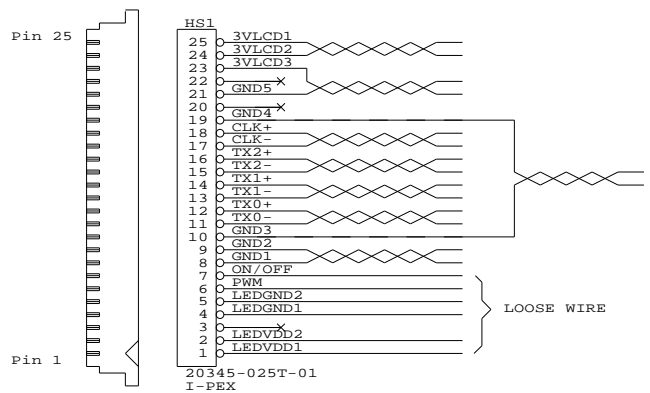 HS1
Pin 25
25 3VLCD1
24 3VLCD2
23 3VLCD3
22
21 GND5
20
19 GND4
18 CLK+
17 CLK-
16 TX2+
15 TX2-
14 TX1+
13 TX1-
12 TX0+
11 TX0-
10 GND3
9 GND2
8 GND1
7 ON/OFF
6 PWM
5 LEDGND2
4 LEDGND1
3
2 LEDVDD2
1 LEDVDD1
LOOSE WIRE
Pin 1
20345-025T-01
I-PEX